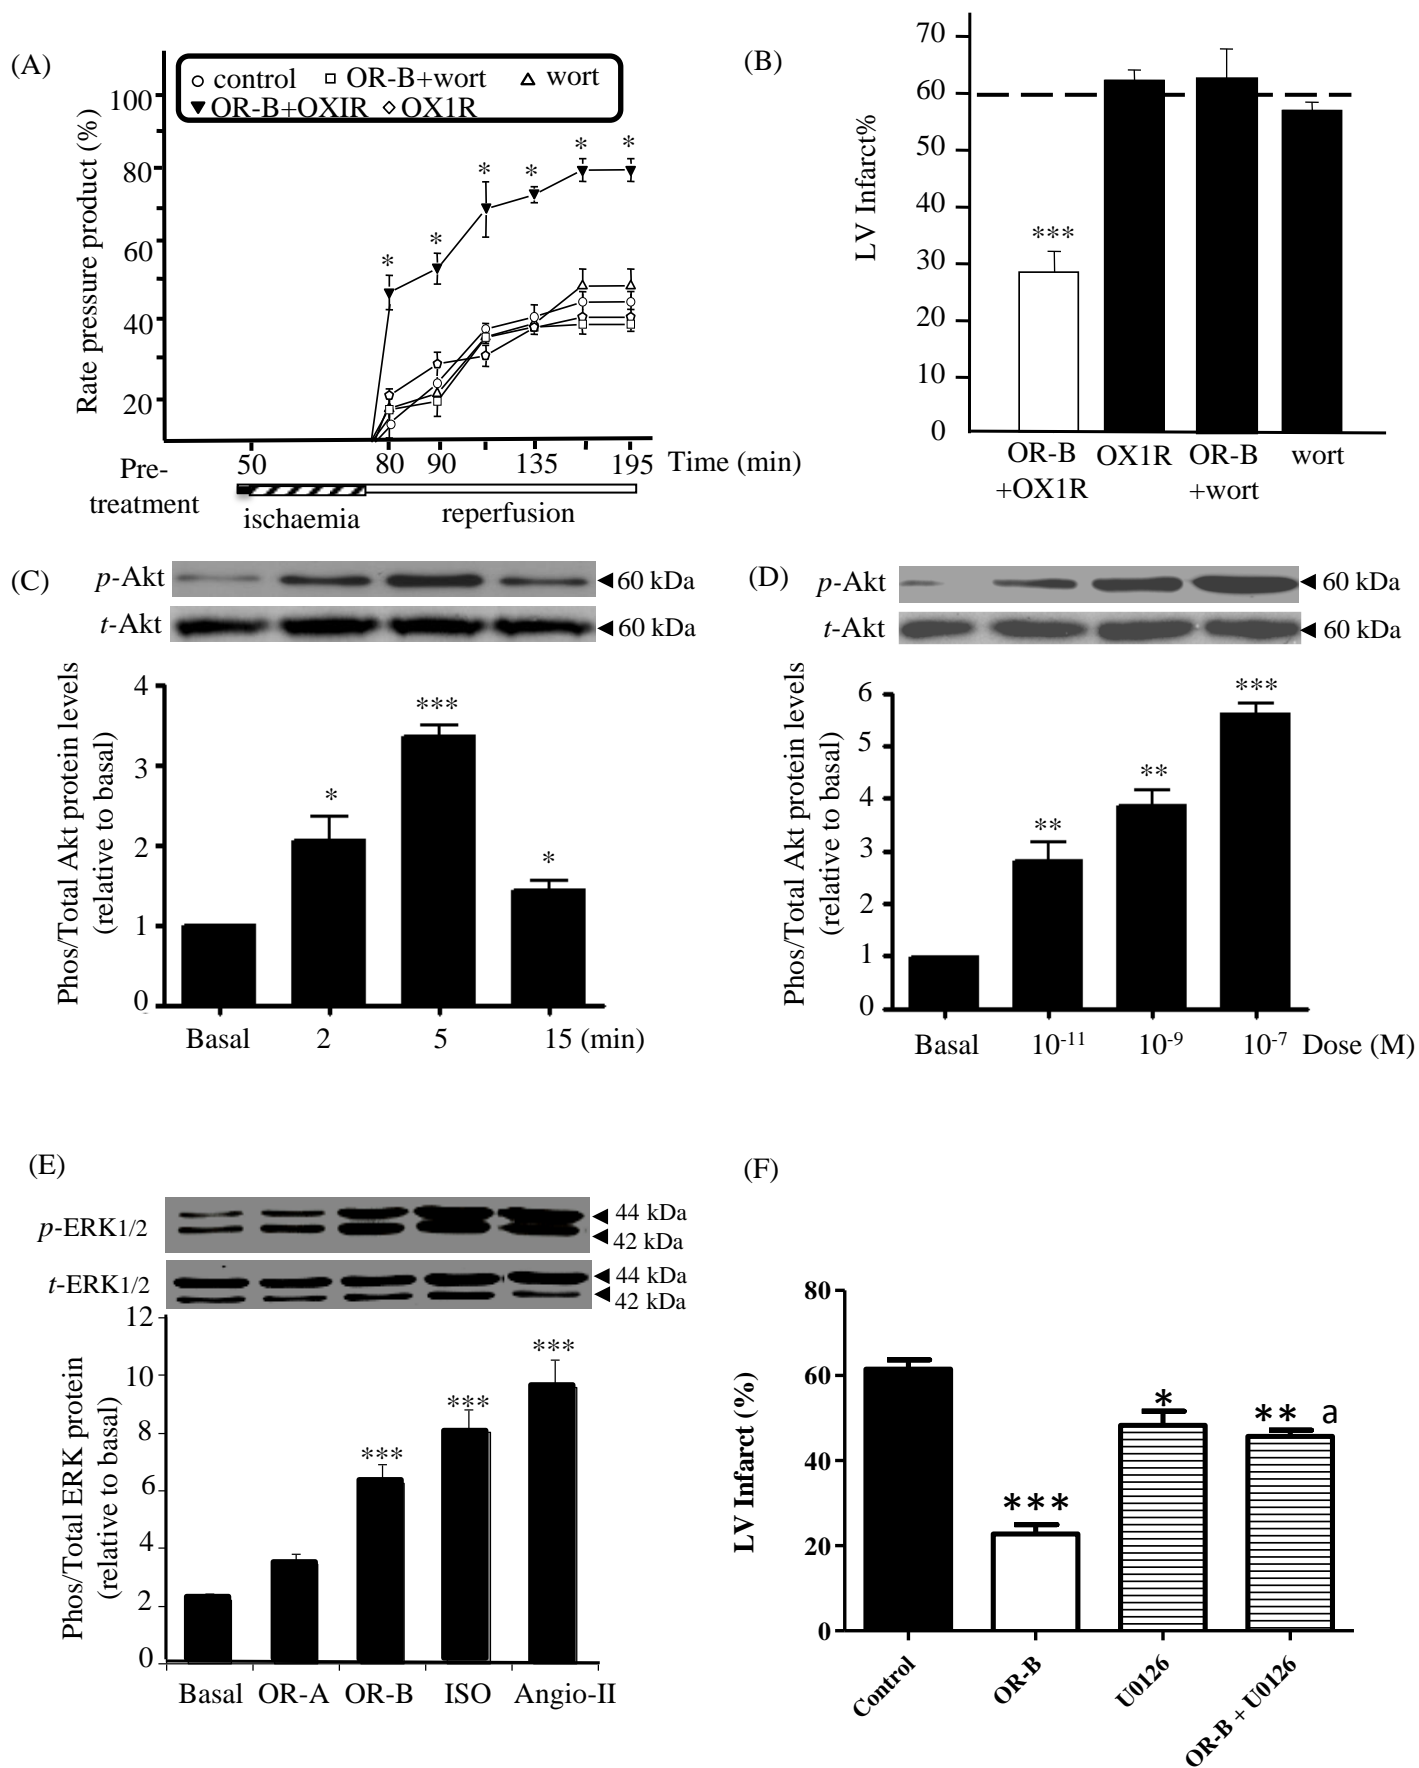 (A)
control OR-B+wort wort
OR-B+OXIR OX1R
Rate pressure product (%)
100
80
60
40
20
* * * * * *
50 80 90 135 195 Time (min)
Pre-
treatment
ischaemia
reperfusion
(B)
LV Infarct%
70
60
50
40
30
20
10
0
***
OR-B
+OX1R
OX1R
OR-B
+wort
wort
(C)
p-Akt 60 kDa
t-Akt 60 kDa
Phos/Total Akt protein levels
(relative to basal)
4
3
2
1
0
* *** *
Basal 2 5 15 (min)
(D)
p-Akt 60 kDa
t-Akt 60 kDa
Phos/Total Akt protein levels
(relative to basal)
6
5
4
3
2
1
0
** ** ***
Basal 10⁻¹¹ 10⁻⁹ 10⁻⁷ Dose (M)
(E)
p-ERK1/2 44 kDa
42 kDa
t-ERK1/2 44 kDa
42 kDa
Phos/Total ERK protein
(relative to basal)
12
10
8
6
4
2
0
*** *** ***
Basal OR-A OR-B ISO Angio-II
(F)
LV Infarct (%)
80
60
40
20
0
*** * ** a
Control
OR-B
U0126
OR-B + U0126